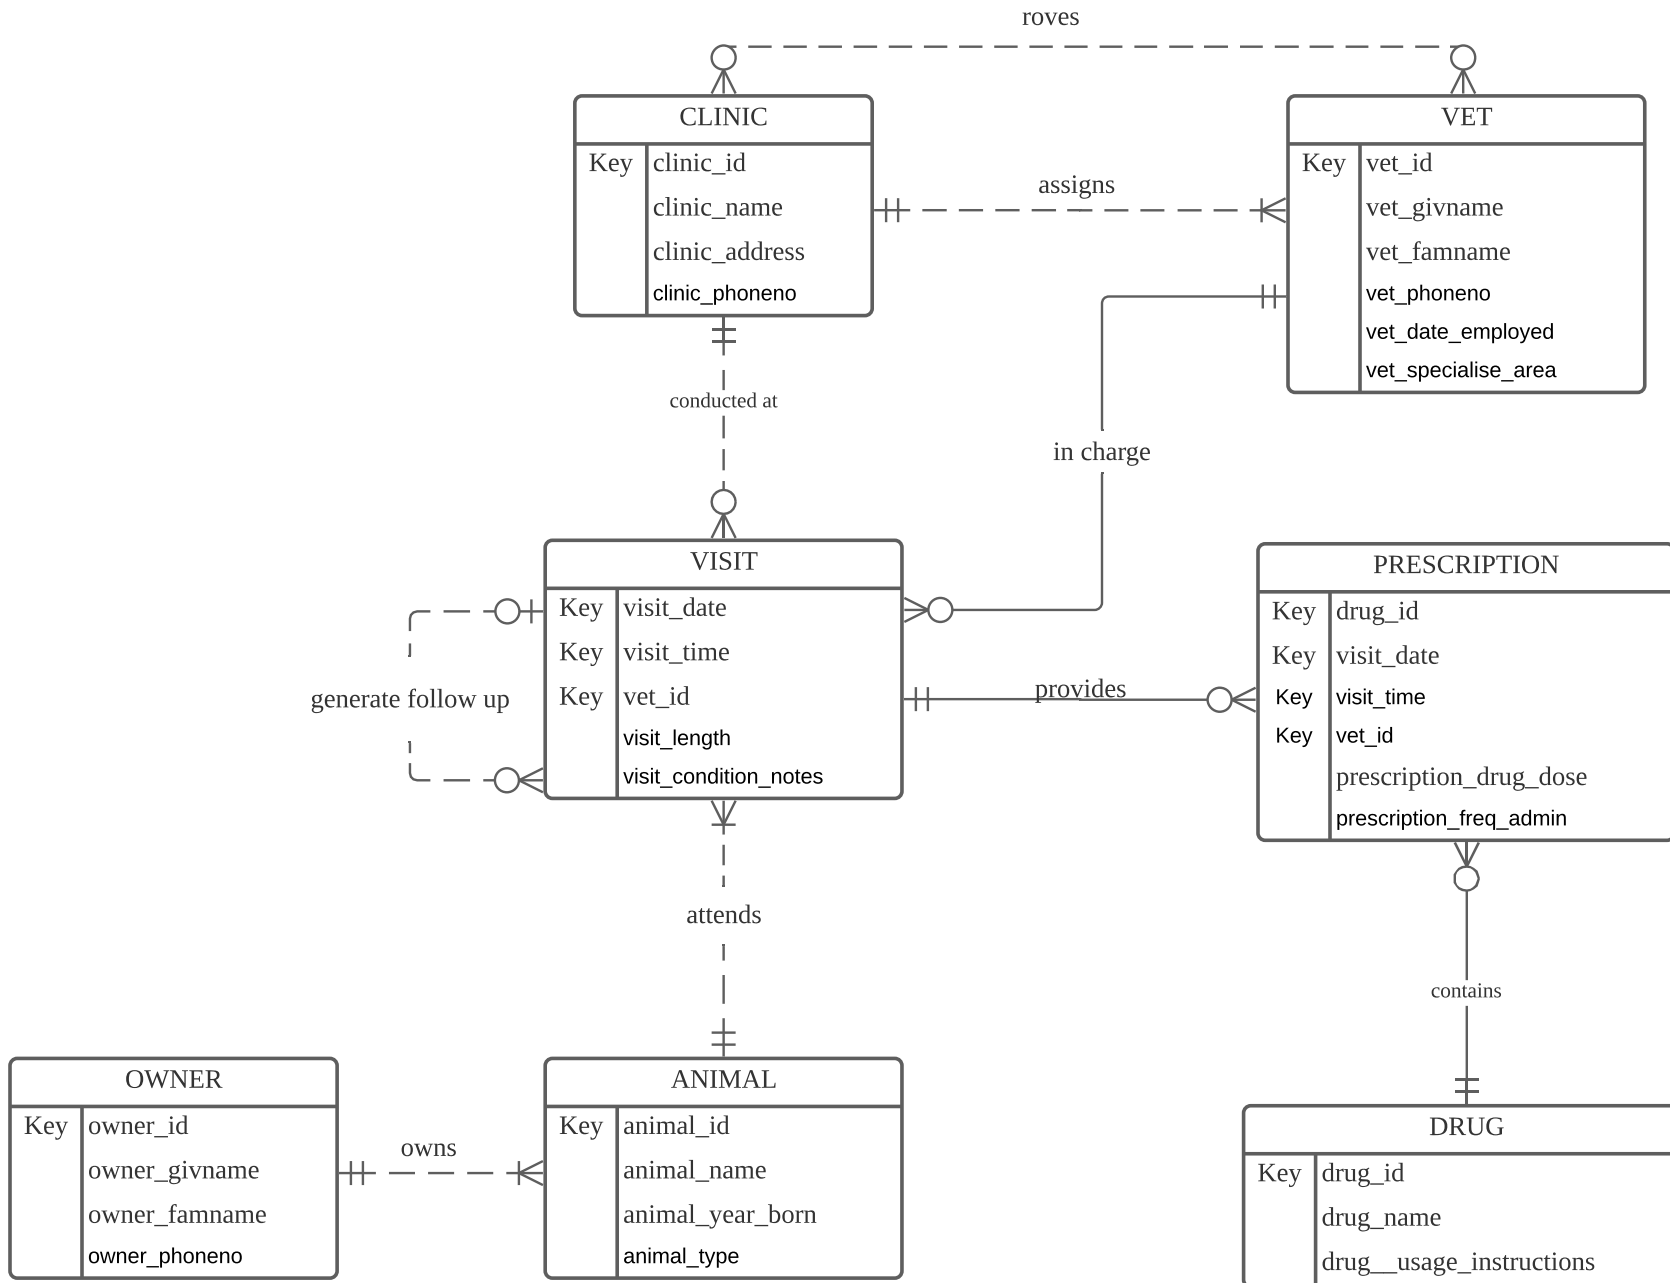 roves
CLINIC
Key clinic_id
clinic_name
clinic_address
clinic_phoneno
VET
Key vet_id
vet_givname
vet_famname
vet_phoneno
vet_date_employed
vet_specialise_area
assigns
conducted at
in charge
VISIT
Key visit_date
Key visit_time
Key vet_id
visit_length
visit_condition_notes
generate follow up
provides
PRESCRIPTION
Key drug_id
Key visit_date
Key visit_time
Key vet_id
prescription_drug_dose
prescription_freq_admin
attends
contains
OWNER
Key owner_id
owner_givname
owner_famname
owner_phoneno
owns
ANIMAL
Key animal_id
animal_name
animal_year_born
animal_type
DRUG
Key drug_id
drug_name
drug__usage_instructions